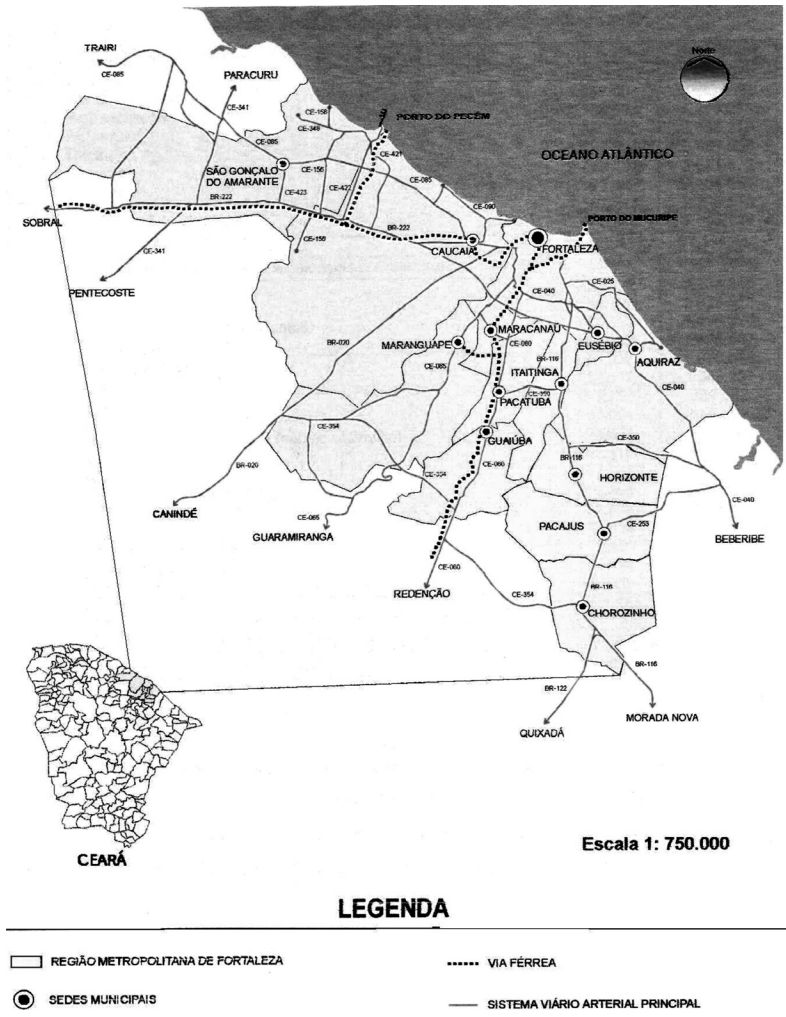 Norte
TRAIRI
CE-085
PARACURU
CE-341
CE-156
CE-348
PORTO DO PECÉM
OCEANO ATLÂNTICO
CE-085
CE-421
SÃO GONÇALO
DO AMARANTE
CE-156
CE-422
CE-085
BR-222
CE-423
CE-090
SOBRAL
PORTO DO MUCURIPE
BR-222
CE-156
CAUCAIA
FORTALEZA
CE-341
PENTECOSTE
CE-025
CE-040
MARACANAÚ
EUSÉBIO
BR-020
MARANGUAPE
CE-060
BR-116
AQUIRAZ
CE-065
ITAITINGA
CE-040
PACATUBA
CE-354
GUAIÚBA
CE-350
BR-116
BR-020
CE-354
CE-060
HORIZONTE
CANINDÉ
CE-065
GUARAMIRANGA
CE-040
PACAJUS
CE-253
BEBERIBE
CE-060
REDENÇÃO
CE-354
BR-116
CHOROZINHO
BR-116
BR-122
MORADA NOVA
QUIXADÁ
CEARÁ
Escala 1: 750.000
LEGENDA
REGIÃO METROPOLITANA DE FORTALEZA
VIA FÉRREA
SEDES MUNICIPAIS
SISTEMA VIÁRIO ARTERIAL PRINCIPAL